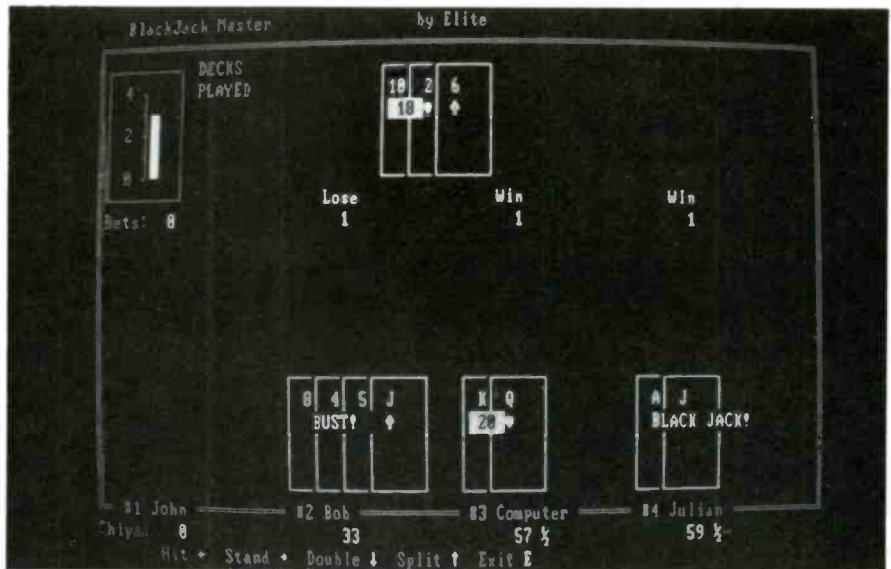 BlackJack Master by Elite
DECKS
PLAYED
4
2
0
10 2 6
18
Lose Win WIn
1 1 1
Bets: 0
8 4 5 J
BUST!
K Q
20
A J
BLACK JACK!
#1 John #2 Bob #3 Computer #4 Julian
Chips.. 0 33 57 ½ 59 ½
Hit Stand Double ↓ Split ↑ Exit E